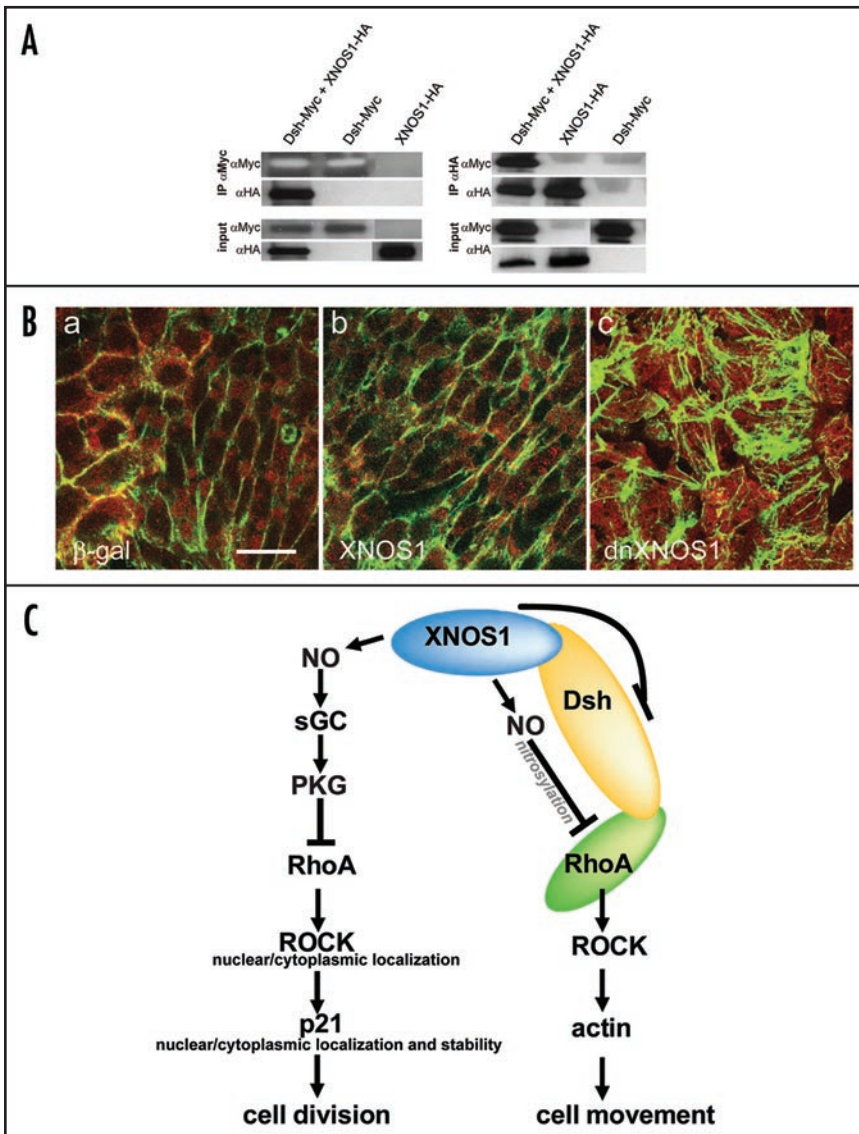 A
Dsh-Myc + XNOS1-HA
Dsh-Myc
XNOS1-HA
IP αMyc
αMyc
αHA
input
αMyc
αHA
Dsh-Myc + XNOS1-HA
XNOS1-HA
Dsh-Myc
IP αHA
αMyc
αHA
input
αMyc
αHA
B
a
β-gal
b
XNOS1
c
dnXNOS1
C
XNOS1
NO
sGC
PKG
RhoA
ROCK
nuclear/cytoplasmic localization
p21
nuclear/cytoplasmic localization and stability
cell division
Dsh
NO
nitrosylation
RhoA
ROCK
actin
cell movement